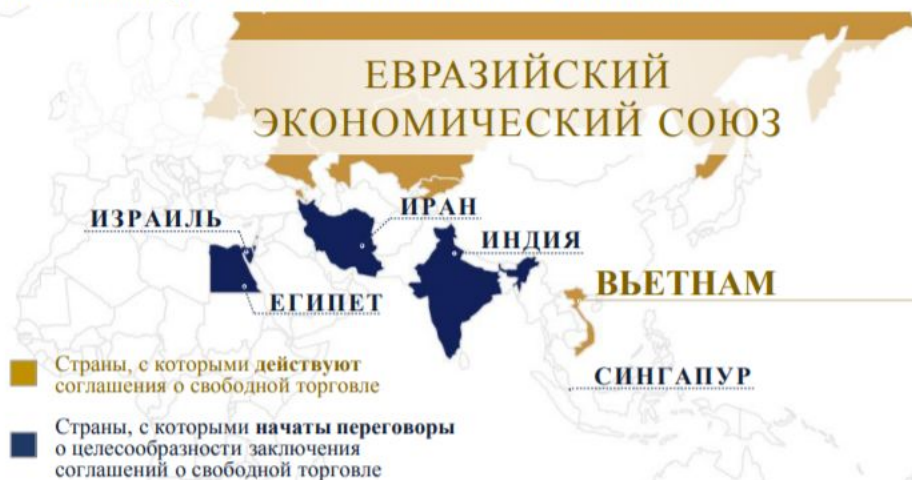 ЕВРАЗИЙСКИЙ
ЭКОНОМИЧЕСКИЙ СОЮЗ
ИЗРАИЛЬ
ИРАН
ИНДИЯ
ЕГИПЕТ
ВЬЕТНАМ
СИНГАПУР
Страны, с которыми действуют
соглашения о свободной торговле
Страны, с которыми начаты переговоры
о целесообразности заключения
соглашений о свободной торговле